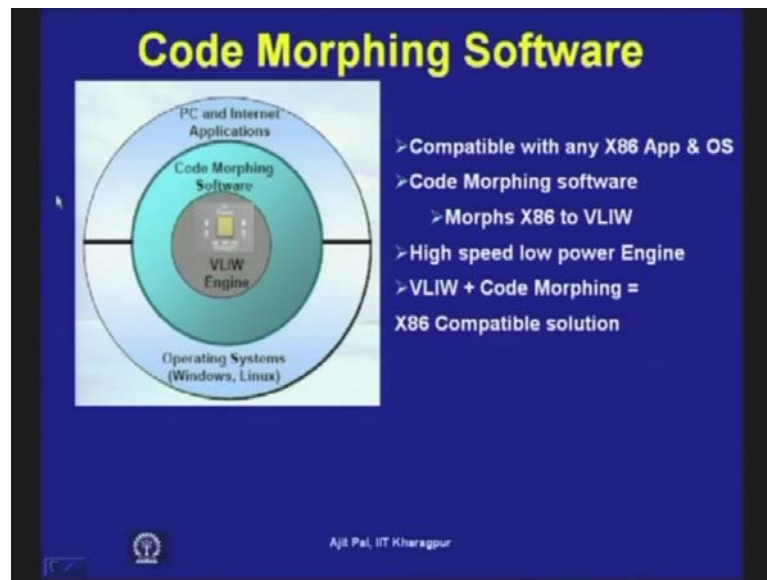 Code Morphing Software
PC and Internet
Applications
Code Morphing
Software
VLIW
Engine
Operating Systems
(Windows, Linux)
➢Compatible with any X86 App & OS
➢Code Morphing software
➢Morphs X86 to VLIW
➢High speed low power Engine
➢VLIW + Code Morphing =
X86 Compatible solution
Ajit Pal, IIT Kharagpur